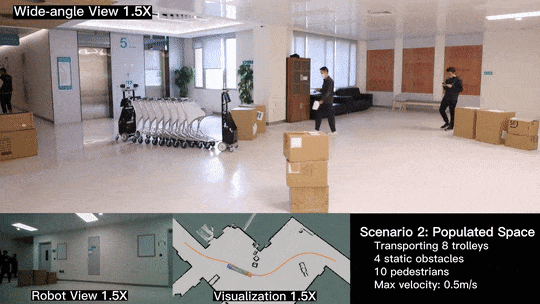 Wide-angle View 1.5X
5
Robot View 1.5X
Visualization 1.5X
Scenario 2: Populated Space
Transporting 8 trolleys
4 static obstacles
10 pedestrians
Max velocity: 0.5m/s